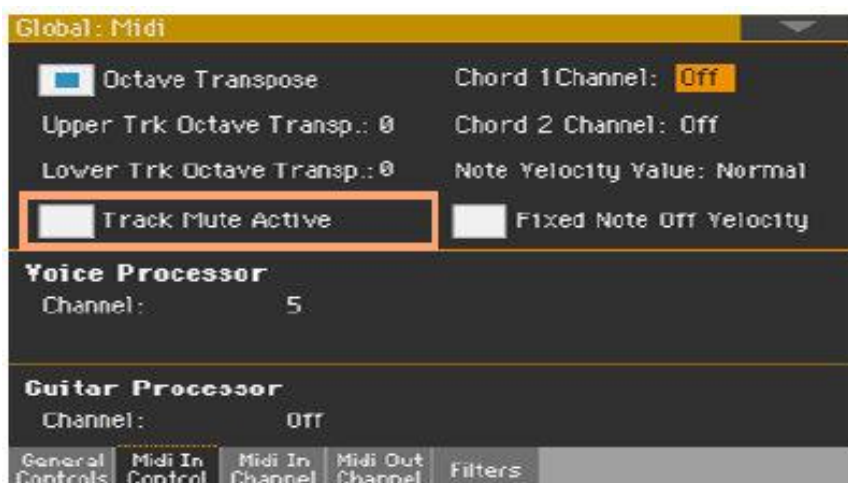 Global: Midi
Octave Transpose
Chord 1Channel: Off
Upper Trk Octave Transp.: 0
Chord 2 Channel: Off
Lower Trk Octave Transp.:0
Note Velocity Value: Normal
Track Mute Active
Fixed Note Off Velocity
Voice Processor
Channel: 5
Guitar Processor
Channel: Off
General Controls
Midi In Control
Midi In Channel
Midi Out Channel
Filters